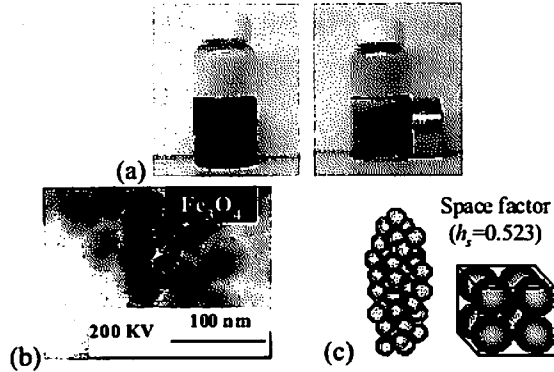 (a)
Fe₃O₄
200 KV
100 nm
(b)
Space factor
(hₛ=0.523)
(c)